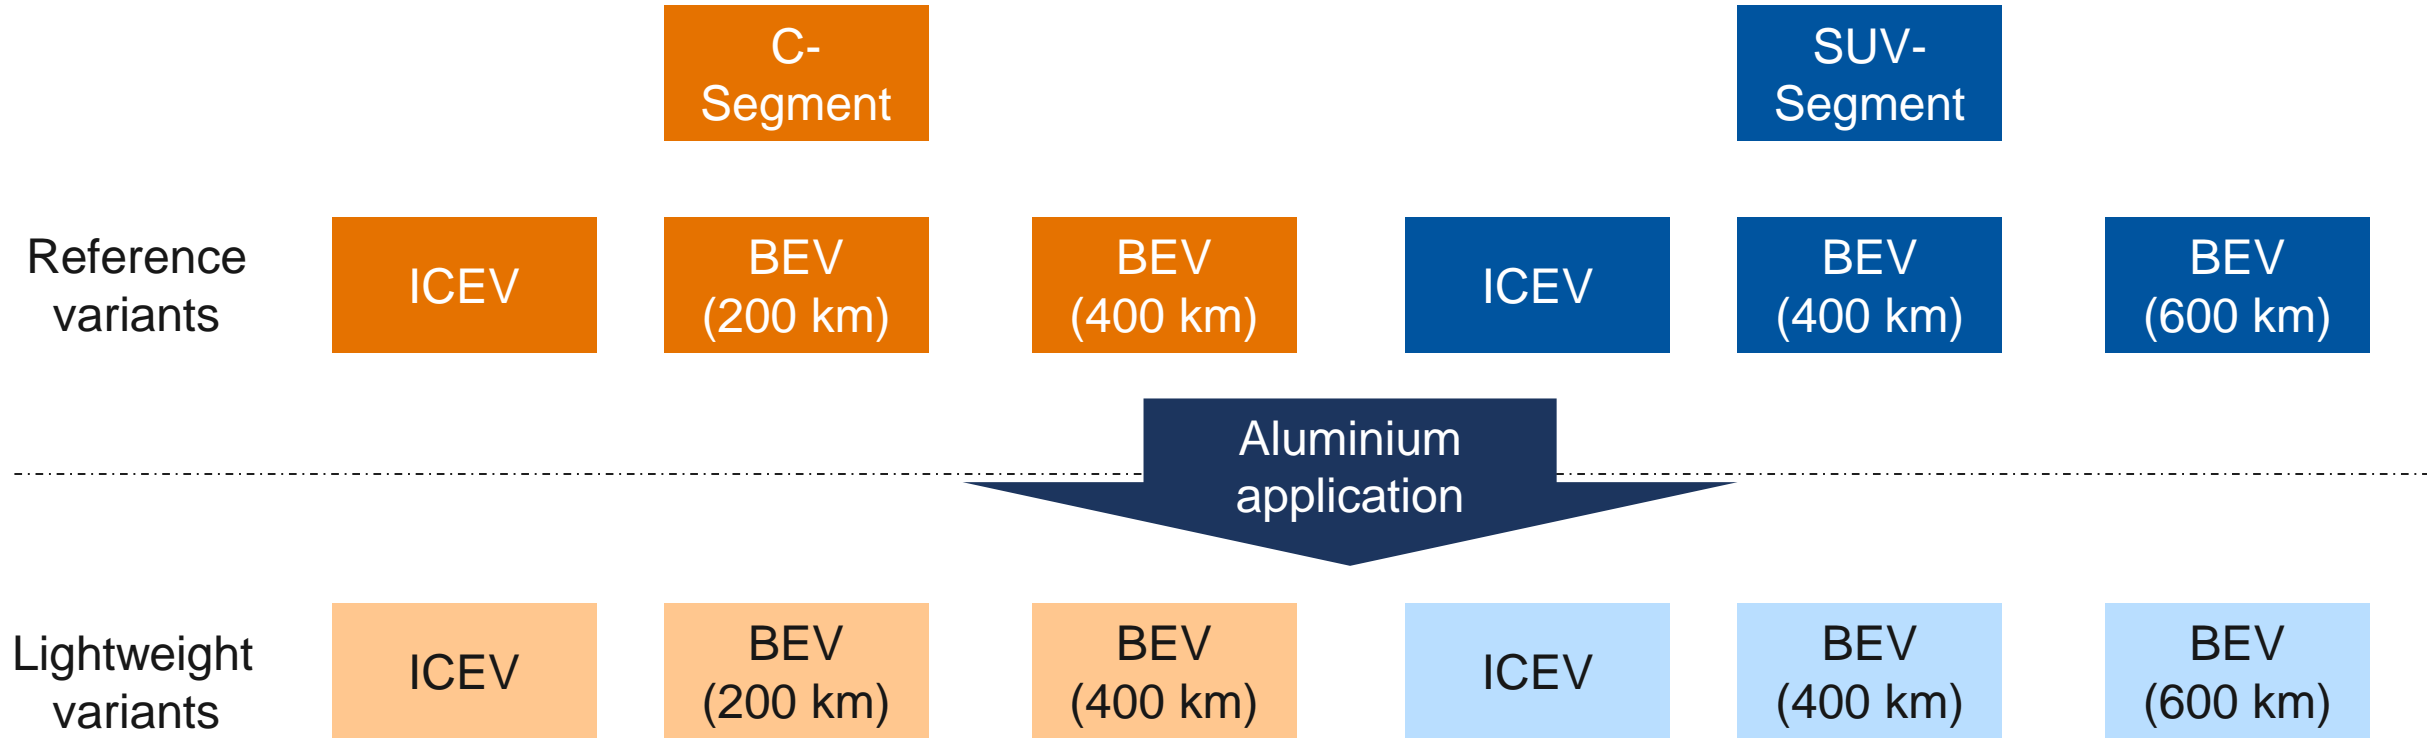 C-
Segment
SUV-
Segment
Reference
variants
ICEV
BEV
(200 km)
BEV
(400 km)
ICEV
BEV
(400 km)
BEV
(600 km)
Aluminium
application
Lightweight
variants
ICEV
BEV
(200 km)
BEV
(400 km)
ICEV
BEV
(400 km)
BEV
(600 km)